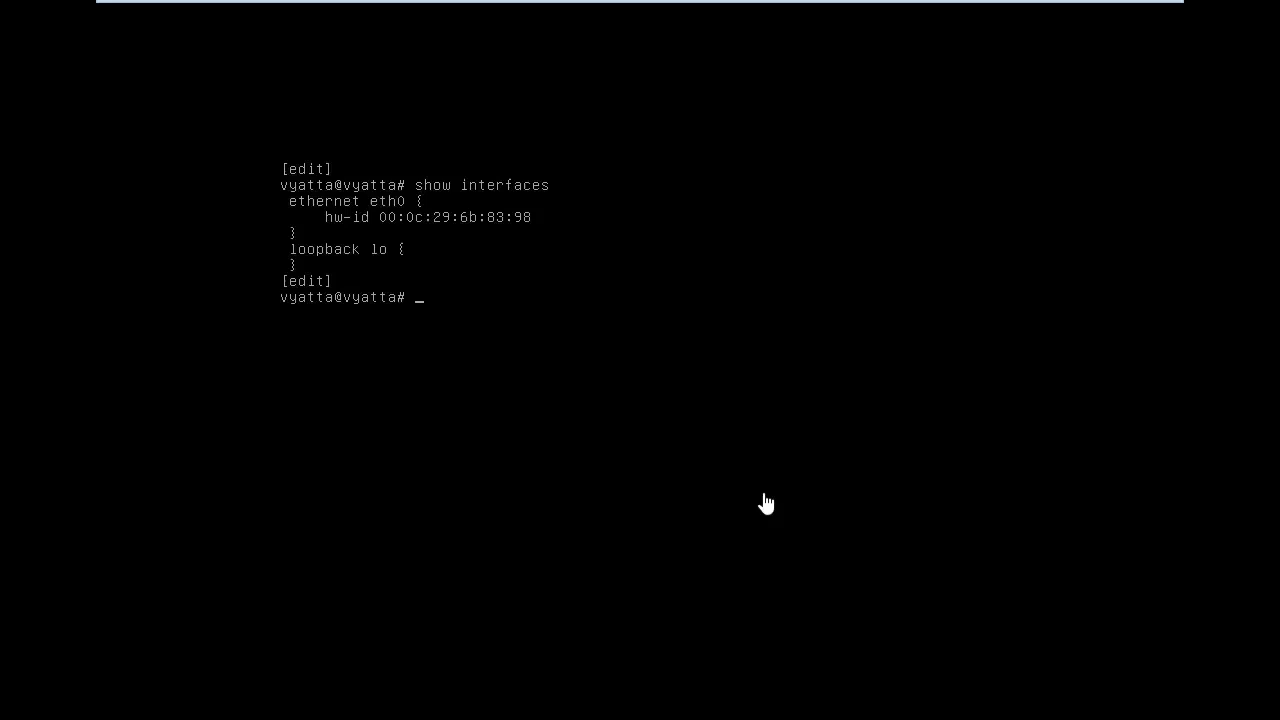 [edit]
vyatta@vyatta# show interfaces
 ethernet eth0 {
     hw-id 00:0c:29:6b:83:98
 }
 loopback lo {
 }
[edit]
vyatta@vyatta# _